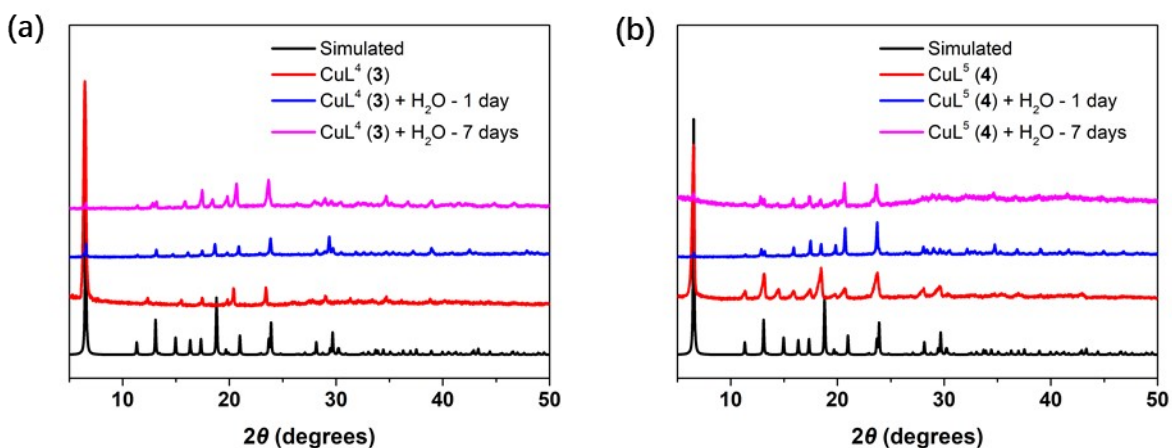 (a)
Simulated
CuL⁴ (3)
CuL⁴ (3) + H₂O - 1 day
CuL⁴ (3) + H₂O - 7 days
10 20 30 40 50
2θ (degrees)
(b)
Simulated
CuL⁵ (4)
CuL⁵ (4) + H₂O - 1 day
CuL⁵ (4) + H₂O - 7 days
10 20 30 40 50
2θ (degrees)